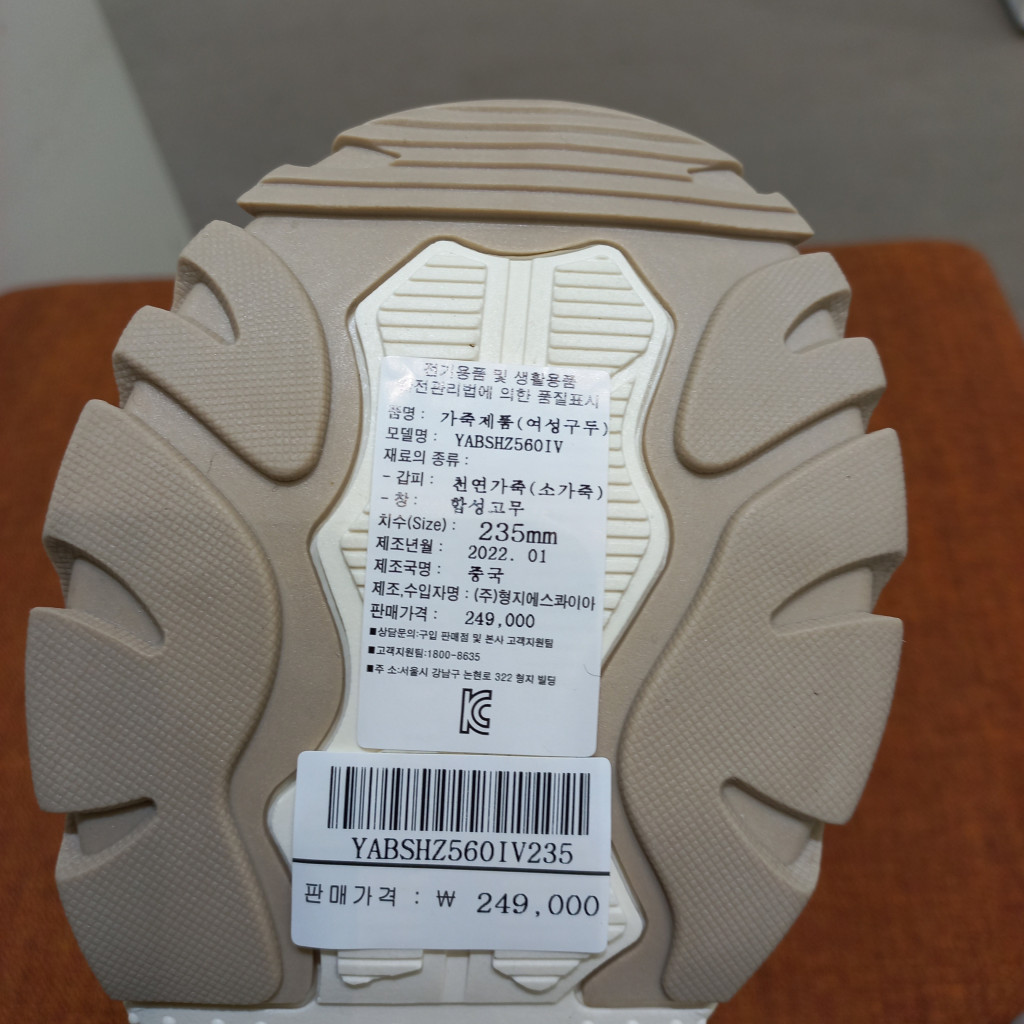 전기용품 및 생활용품
안전관리법에 의한 품질표시
품명 : 가죽제품(여성구두)
모델명 : YABSHZ560IV
재료의 종류 :
- 갑피 : 천연가죽(소가죽)
- 창 : 합성고무
치수(Size) : 235mm
제조년월 : 2022. 01
제조국명 : 중국
제조,수입자명 : (주)형지에스콰이아
판매가격 : 249,000
■상담문의:구입 판매점 및 본사 고객지원팀
■고객지원팀:1800-8635
■주 소:서울시 강남구 논현로 322 형지 빌딩
KC
YABSHZ560IV235
판매가격 : ₩ 249,000